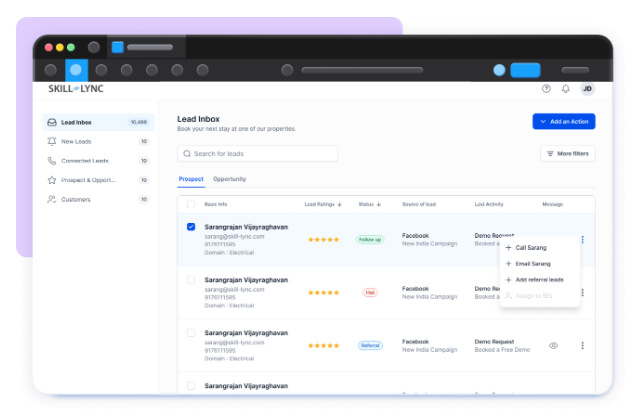 SKILL-LYNC
JD
Lead Inbox
10,699
New Leads
10
Connected Leads
10
Prospect & Opport...
10
Customers
10
Lead Inbox
Book your next stay at one of our properties.
Add an Action
Search for leads
More filters
Prospect
Opportunity
Basic Info
Lead Ratings
Status
Source of lead
Last Activity
Message
Sarangrajan Vijayraghavan
sarang@skill-lync.com
9176111595
Domain : Electrical
Follow up
Facebook
New India Campaign
Demo Request
Booked a
Call Sarang
Email Sarang
Add referral leads
Assign to SEs
Sarangrajan Vijayraghavan
sarang@skill-lync.com
9176111595
Domain : Electrical
Hot
Facebook
New India Campaign
Demo Re
Booked a
Sarangrajan Vijayraghavan
sarang@skill-lync.com
9176111595
Domain : Electrical
Referral
Facebook
New India Campaign
Demo Request
Booked a Free Demo
Sarangrajan Vijayraghavan